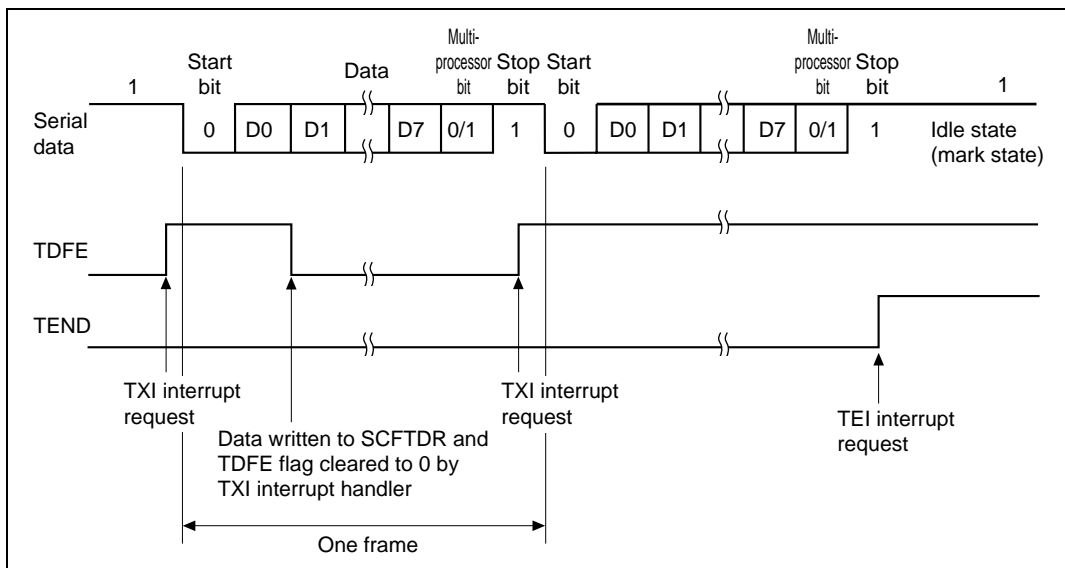 Multi-
processor
bit
Multi-
processor
bit
Start
bit
Data
Stop
bit
Start
bit
Stop
bit
1
1
Serial
data
0
D0
D1
D7
0/1
1
0
D0
D1
D7
0/1
1
Idle state
(mark state)
TDFE
TEND
TXI interrupt
request
TXI interrupt
request
TEI interrupt
request
Data written to SCFTDR and
TDFE flag cleared to 0 by
TXI interrupt handler
One frame